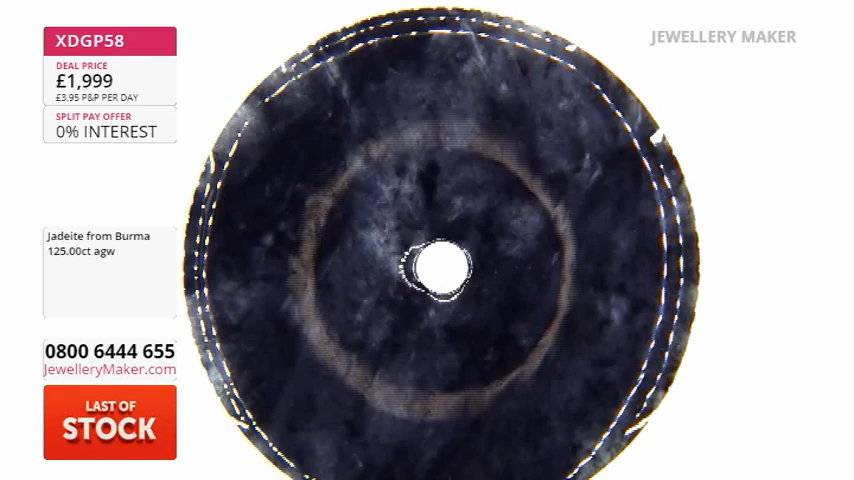 XDGP58
DEAL PRICE
£1,999
£3.95 P&P PER DAY
SPLIT PAY OFFER
0% INTEREST
Jadeite from Burma
125.00ct agw
0800 6444 655
JewelleryMaker.com
LAST OF
STOCK
JEWELLERY MAKER